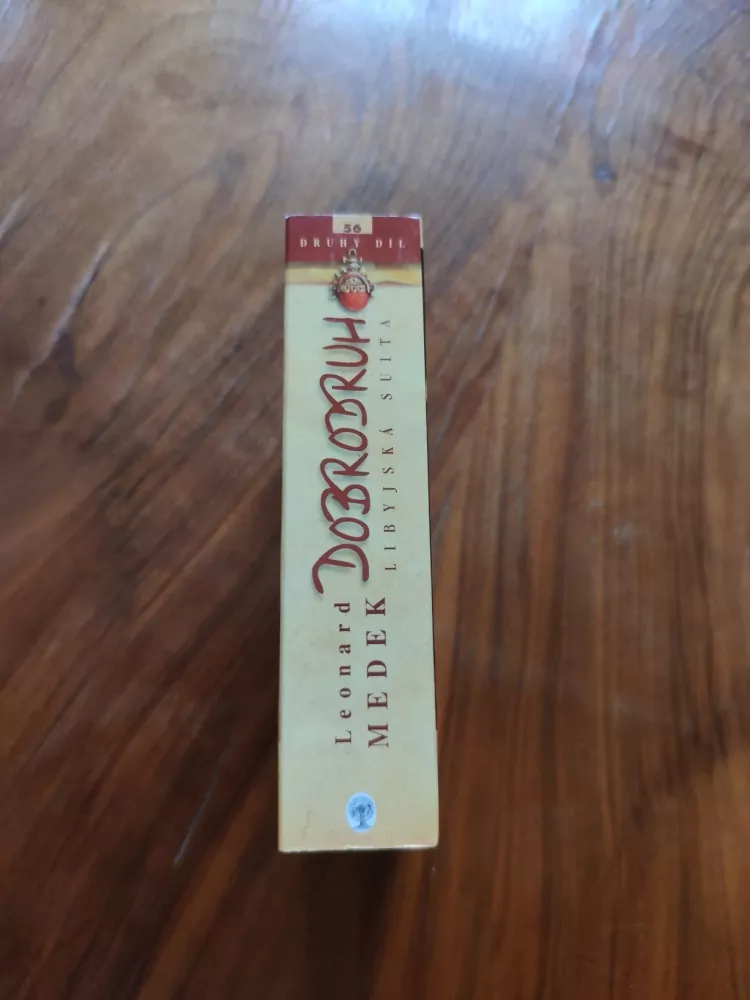 56
DRUHÝ DÍL
Leonard
MEDEK
DOBRODRUH
LIBYJSKÁ SUITA